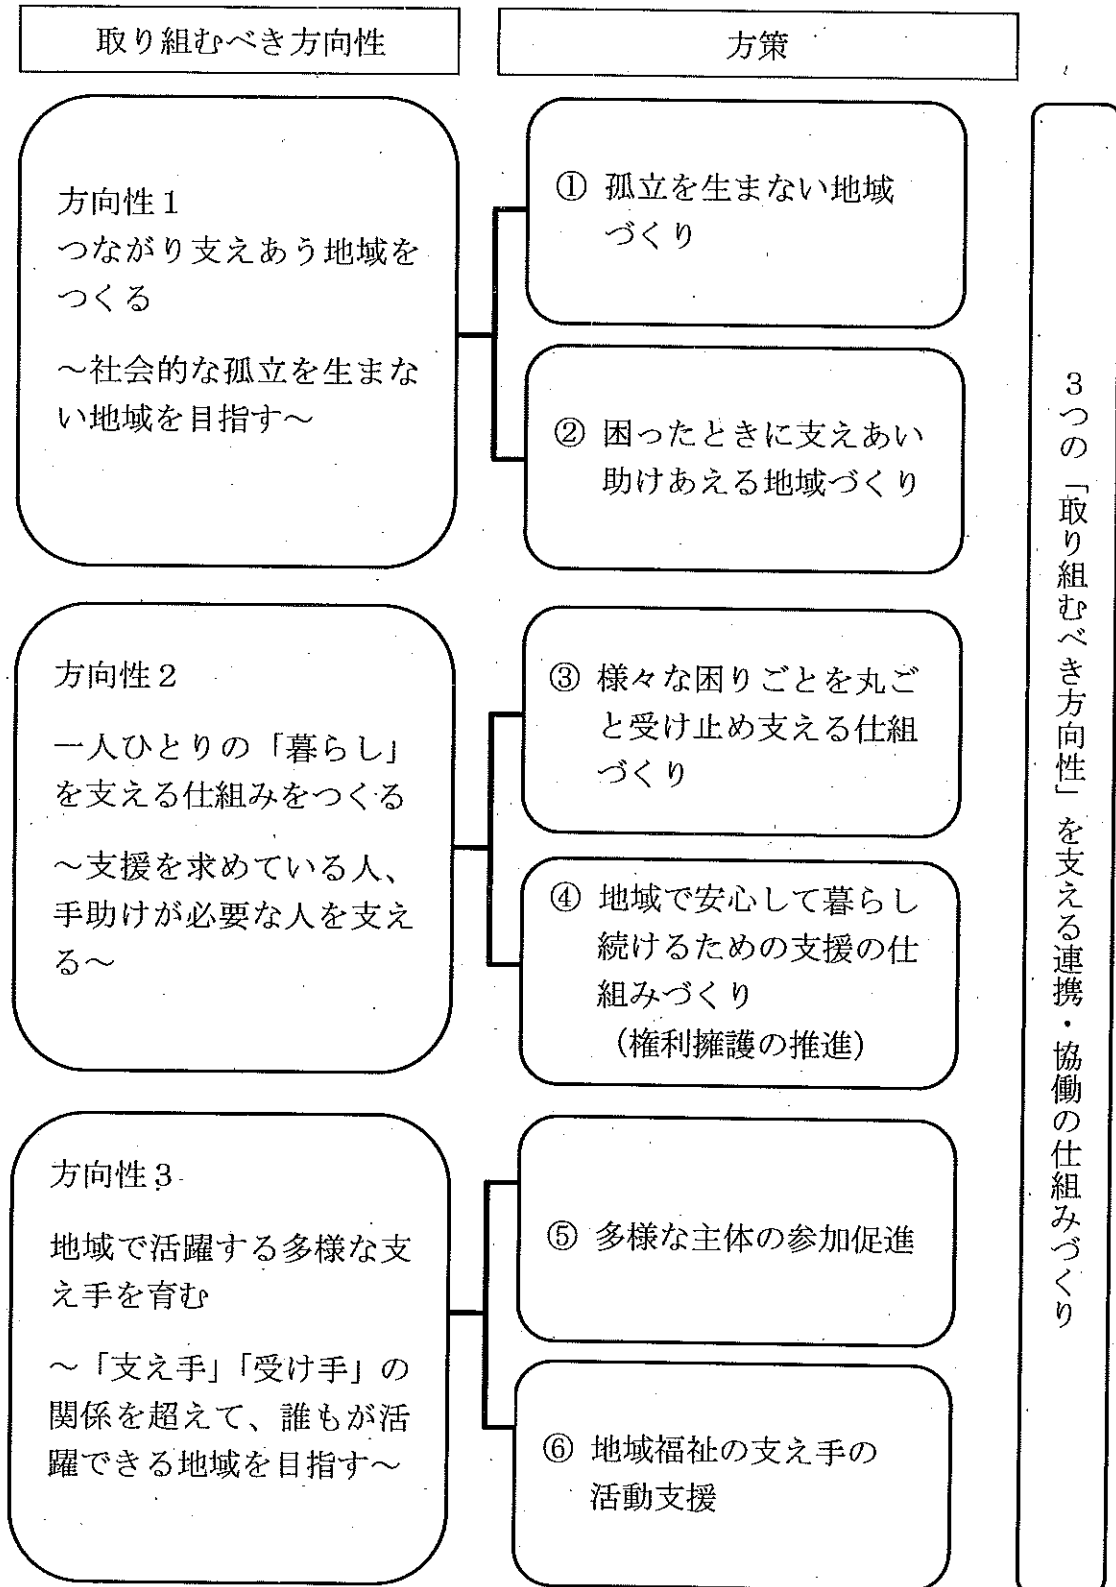 取り組むべき方向性
方策
方向性1
つながり支えあう地域を
つくる
～社会的な孤立を生まな
い地域を目指す～
① 孤立を生まない地域
づくり
② 困ったときに支えあい
助けあえる地域づくり
方向性2
一人ひとりの「暮らし」
を支える仕組みをつくる
～支援を求めている人、
手助けが必要な人を支え
る～
③ 様々な困りごとを丸ご
と受け止め支える仕組
づくり
④ 地域で安心して暮らし
続けるための支援の仕
組みづくり
（権利擁護の推進）
方向性3
地域で活躍する多様な支
え手を育む
～「支え手」「受け手」の
関係を超えて、誰もが活
躍できる地域を目指す～
⑤ 多様な主体の参加促進
⑥ 地域福祉の支え手の
活動支援
3つの「取り組むべき方向性」を支える連携・協働の仕組みづくり